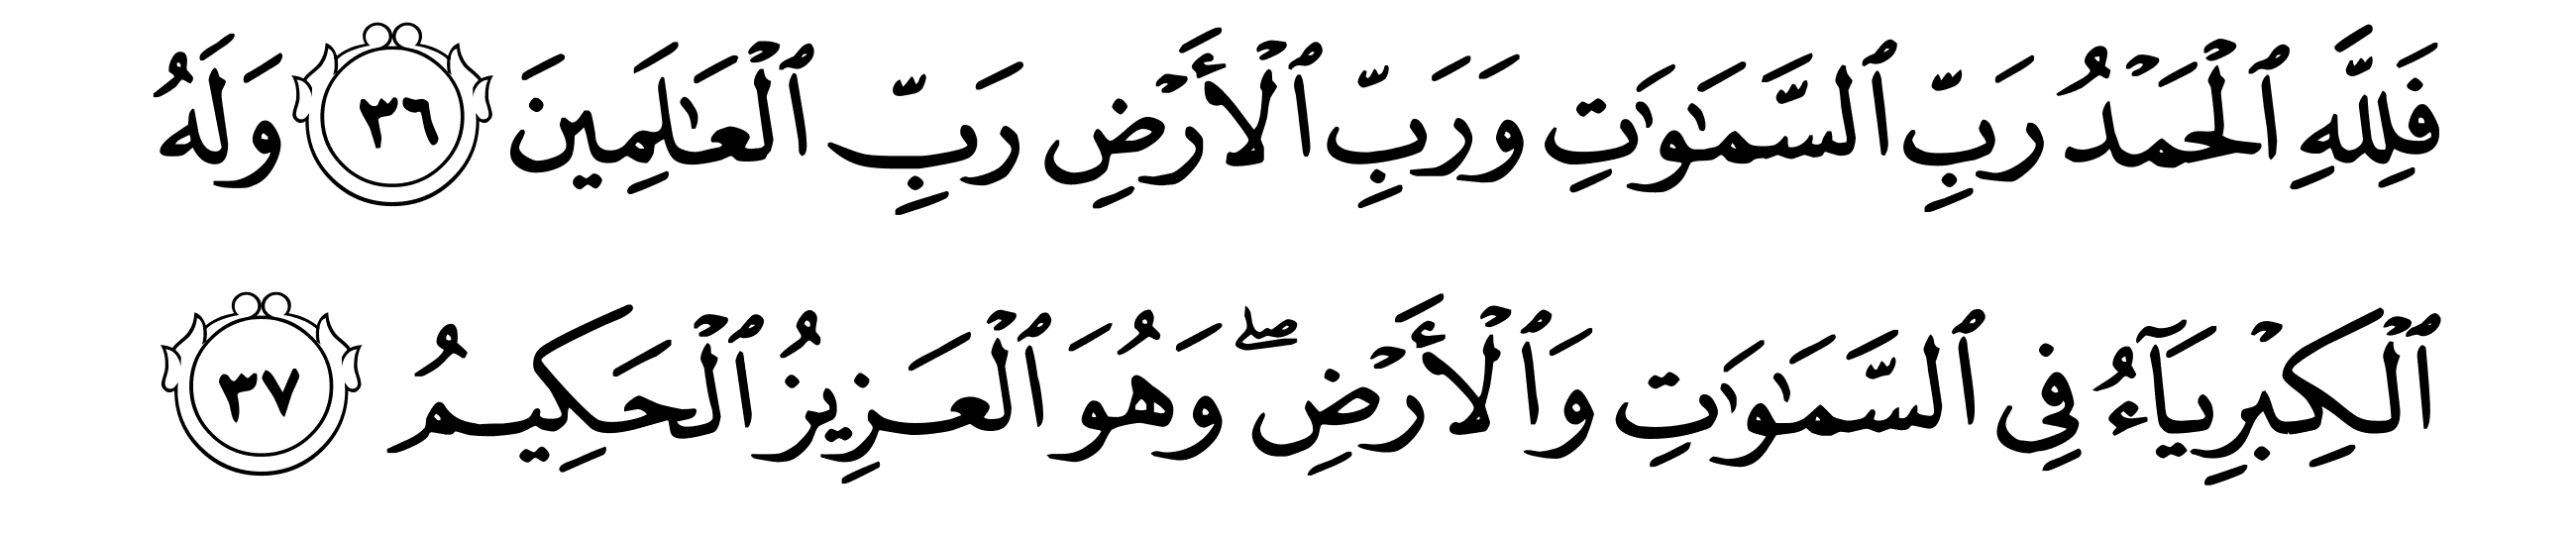 فَلِلَّهِ ٱلْحَمْدُ رَبِّ ٱلسَّمَـٰوَٰتِ وَرَبِّ ٱلْأَرْضِ رَبِّ ٱلْعَـٰلَمِينَ ٣٦ وَلَهُ
ٱلْكِبْرِيَآءُ فِى ٱلسَّمَـٰوَٰتِ وَٱلْأَرْضِ ۖ وَهُوَ ٱلْعَزِيزُ ٱلْحَكِيمُ ٣٧